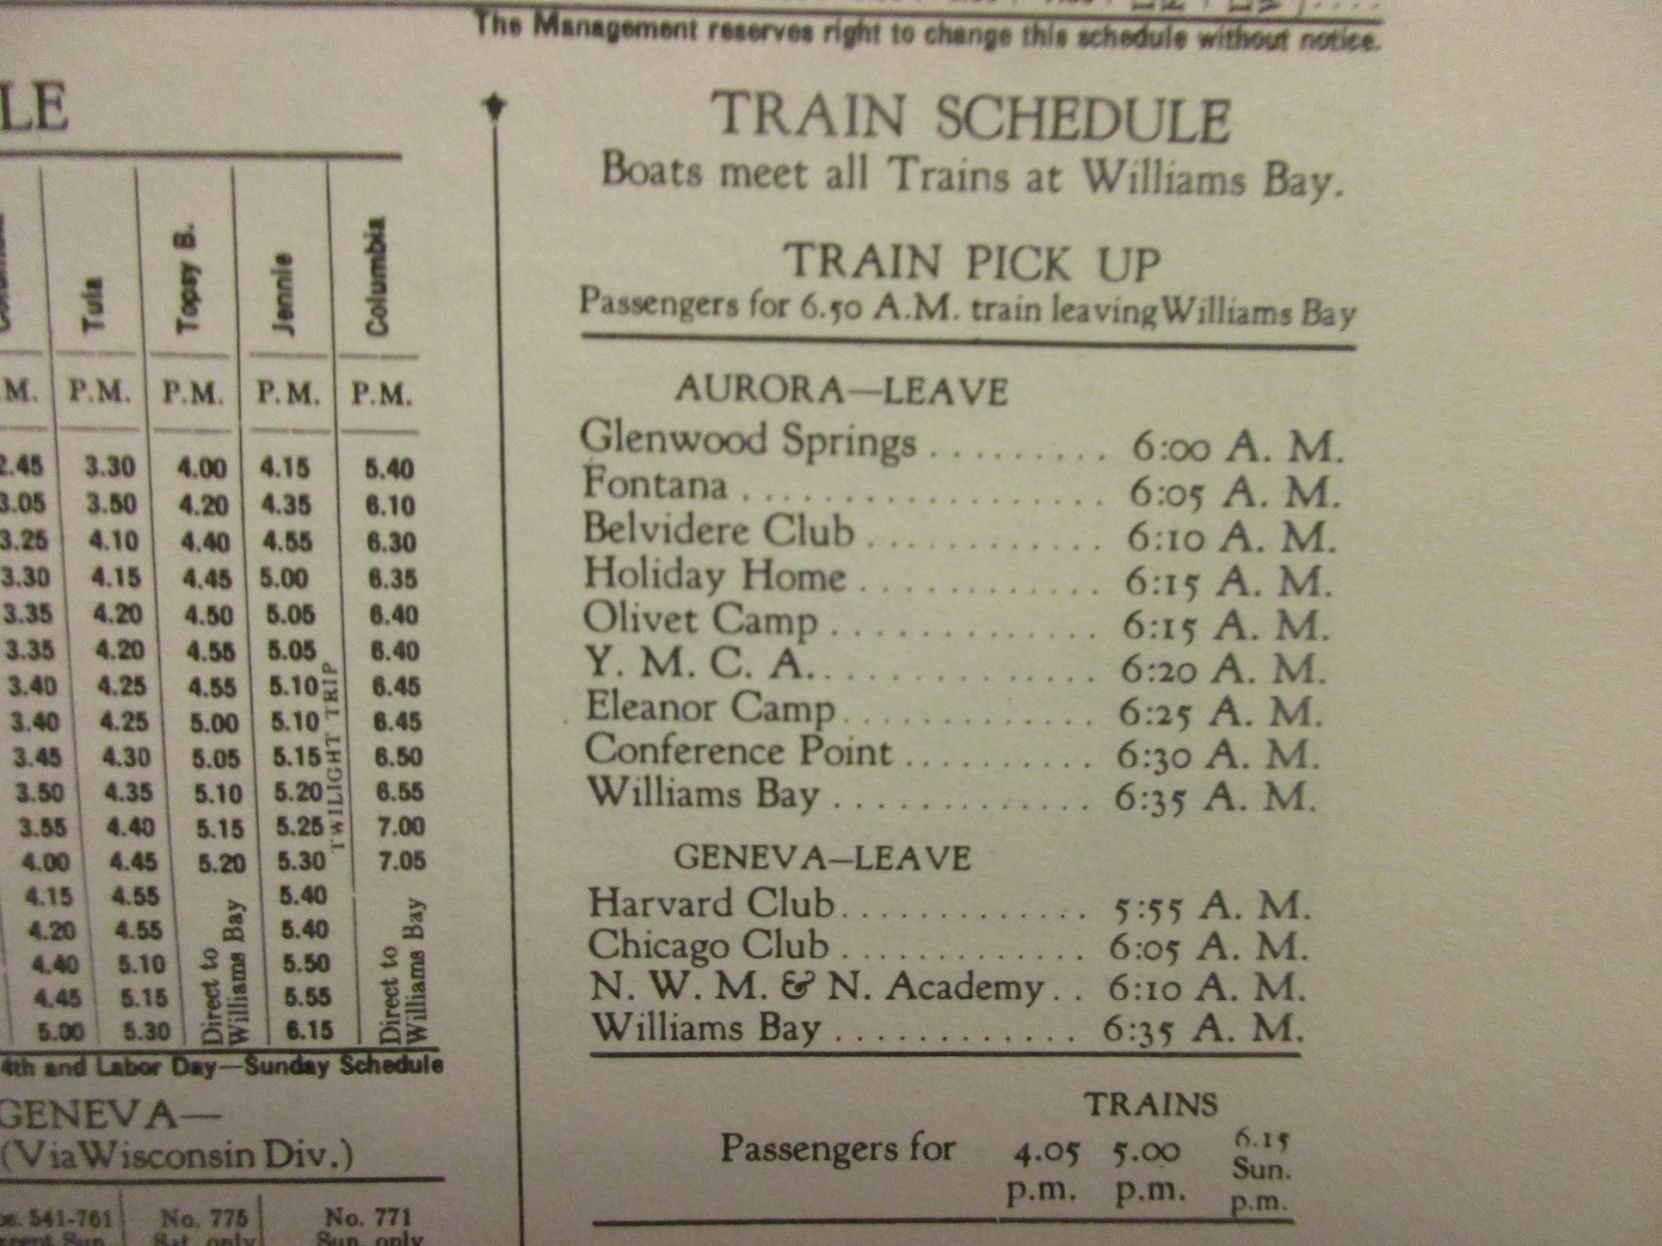 The Management reserves right to change this schedule without notice.
LE
Tula
Topsy B.
Jennie
Columbia
M. P.M. P.M. P.M. P.M.
2.45 3.30 4.00 4.15 5.40
3.05 3.50 4.20 4.35 6.10
3.25 4.10 4.40 4.55 6.30
3.30 4.15 4.45 5.00 6.35
3.35 4.20 4.50 5.05 6.40
3.35 4.20 4.55 5.05 6.40
3.40 4.25 4.55 5.10 6.45
3.40 4.25 5.00 5.10 6.45
3.45 4.30 5.05 5.15 6.50
3.50 4.35 5.10 5.20 6.55
3.55 4.40 5.15 5.25 7.00
4.00 4.45 5.20 5.30 7.05
4.15 4.55 5.40
4.20 4.55 5.40
4.40 5.10 5.50
4.45 5.15 5.55
5.00 5.30 6.15
TWILIGHT TRIP
Direct to
Williams Bay
Direct to
Williams Bay
4th and Labor Day—Sunday Schedule
GENEVA—
(Via Wisconsin Div.)
541-761 No. 775 No. 771
Sun. Sat. only Sun. only
TRAIN SCHEDULE
Boats meet all Trains at Williams Bay.
TRAIN PICK UP
Passengers for 6.50 A.M. train leaving Williams Bay
AURORA—LEAVE
Glenwood Springs ......... 6:00 A. M.
Fontana .................. 6:05 A. M.
Belvidere Club ............ 6:10 A. M.
Holiday Home ............ 6:15 A. M.
Olivet Camp .............. 6:15 A. M.
Y. M. C. A. ............... 6:20 A. M.
Eleanor Camp ............. 6:25 A. M.
Conference Point .......... 6:30 A. M.
Williams Bay ............. 6:35 A. M.
GENEVA—LEAVE
Harvard Club ............. 5:55 A. M.
Chicago Club ............. 6:05 A. M.
N. W. M. & N. Academy . . 6:10 A. M.
Williams Bay ............ 6:35 A. M.
TRAINS
Passengers for 4.05 5.00 6.15
Sun.
p.m. p.m. p.m.